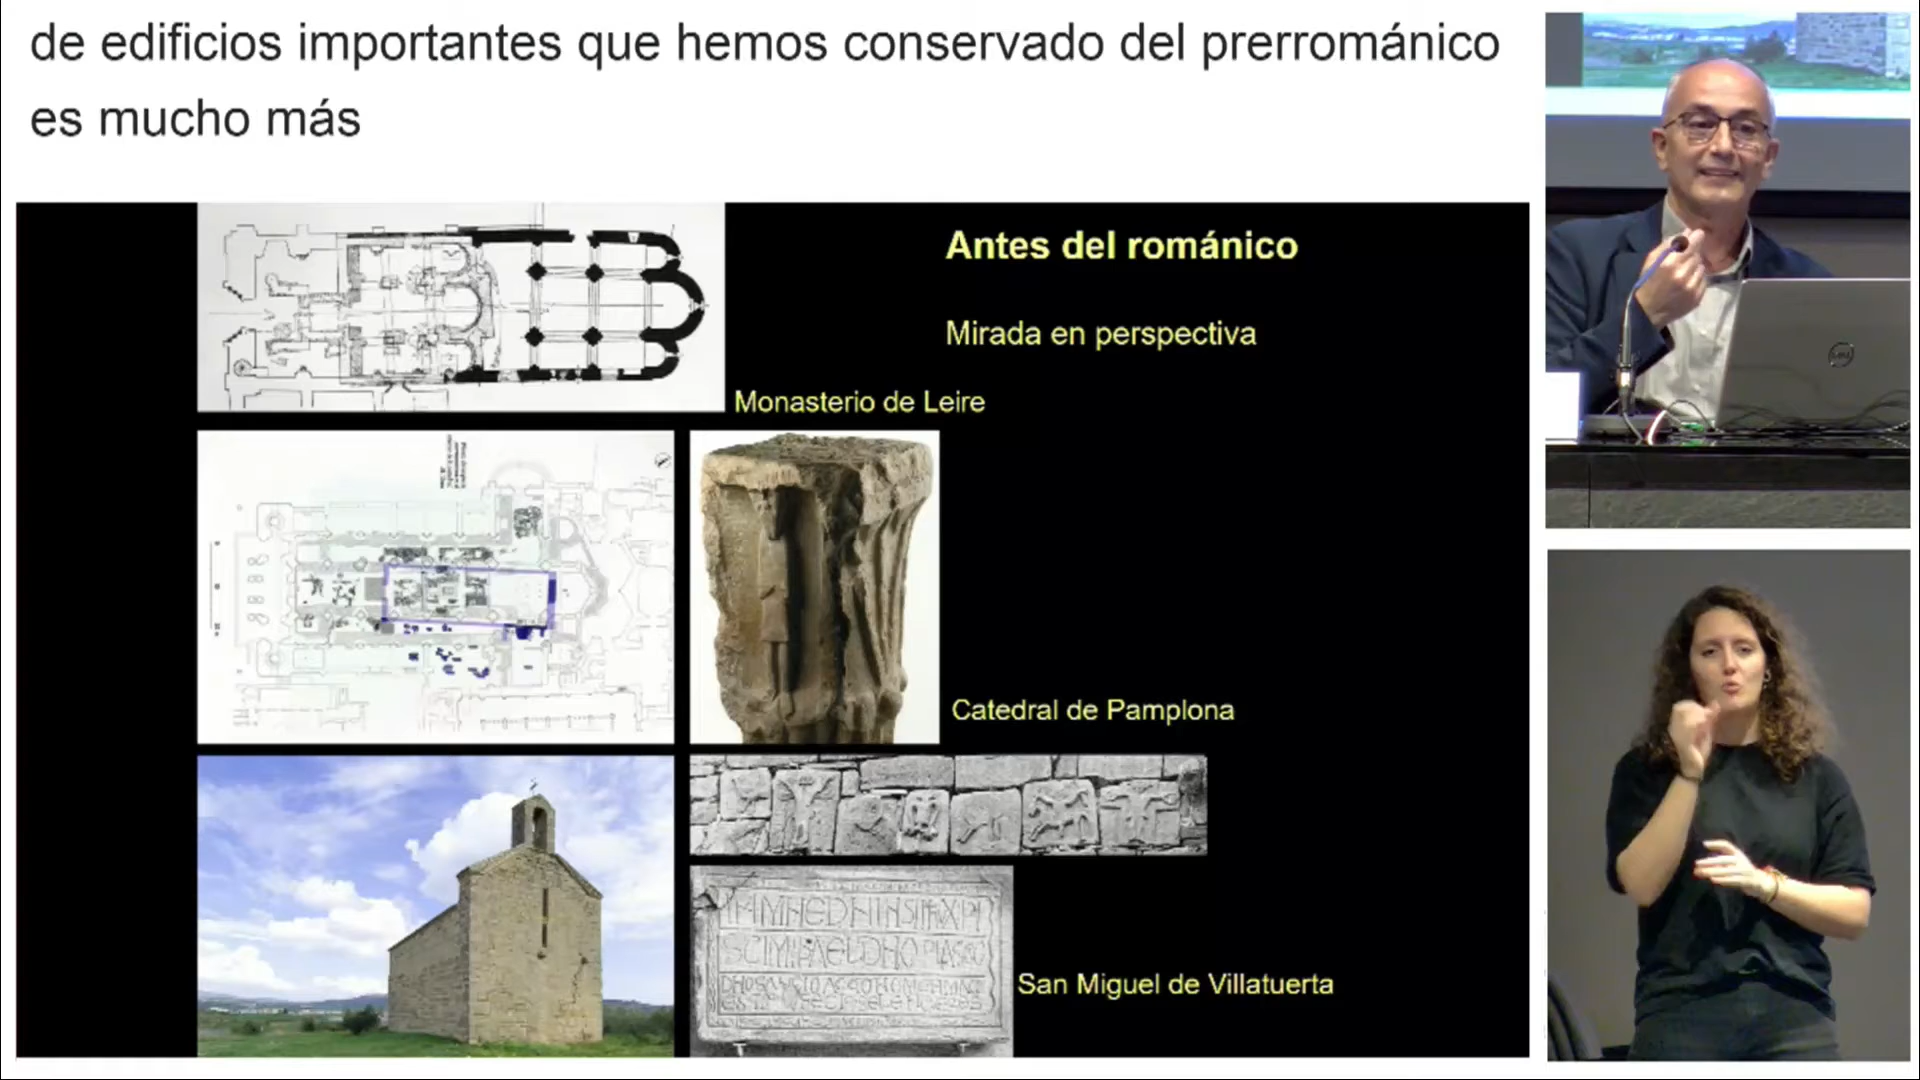 de edificios importantes que hemos conservado del prerrománico
es mucho más
Antes del románico
Mirada en perspectiva
Monasterio de Leire
Catedral de Pamplona
San Miguel de Villatuerta